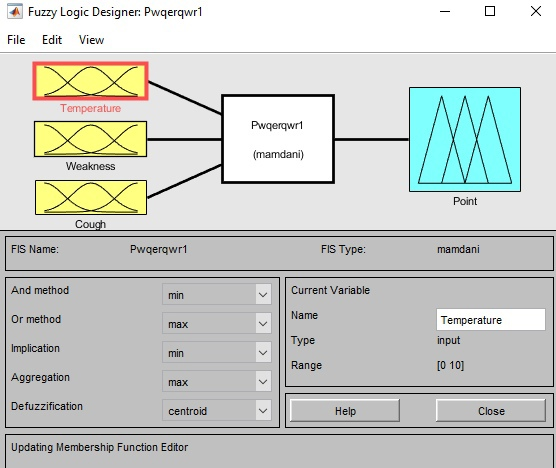 Fuzzy Logic Designer: Pwqerqwr1
File Edit View
Temperature
Weakness
Cough
Pwqerqwr1
(mamdani)
Point
FIS Name: Pwqerqwr1 FIS Type: mamdani
And method min
Or method max
Implication min
Aggregation max
Defuzzification centroid
Current Variable
Name Temperature
Type input
Range [0 10]
Help Close
Updating Membership Function Editor